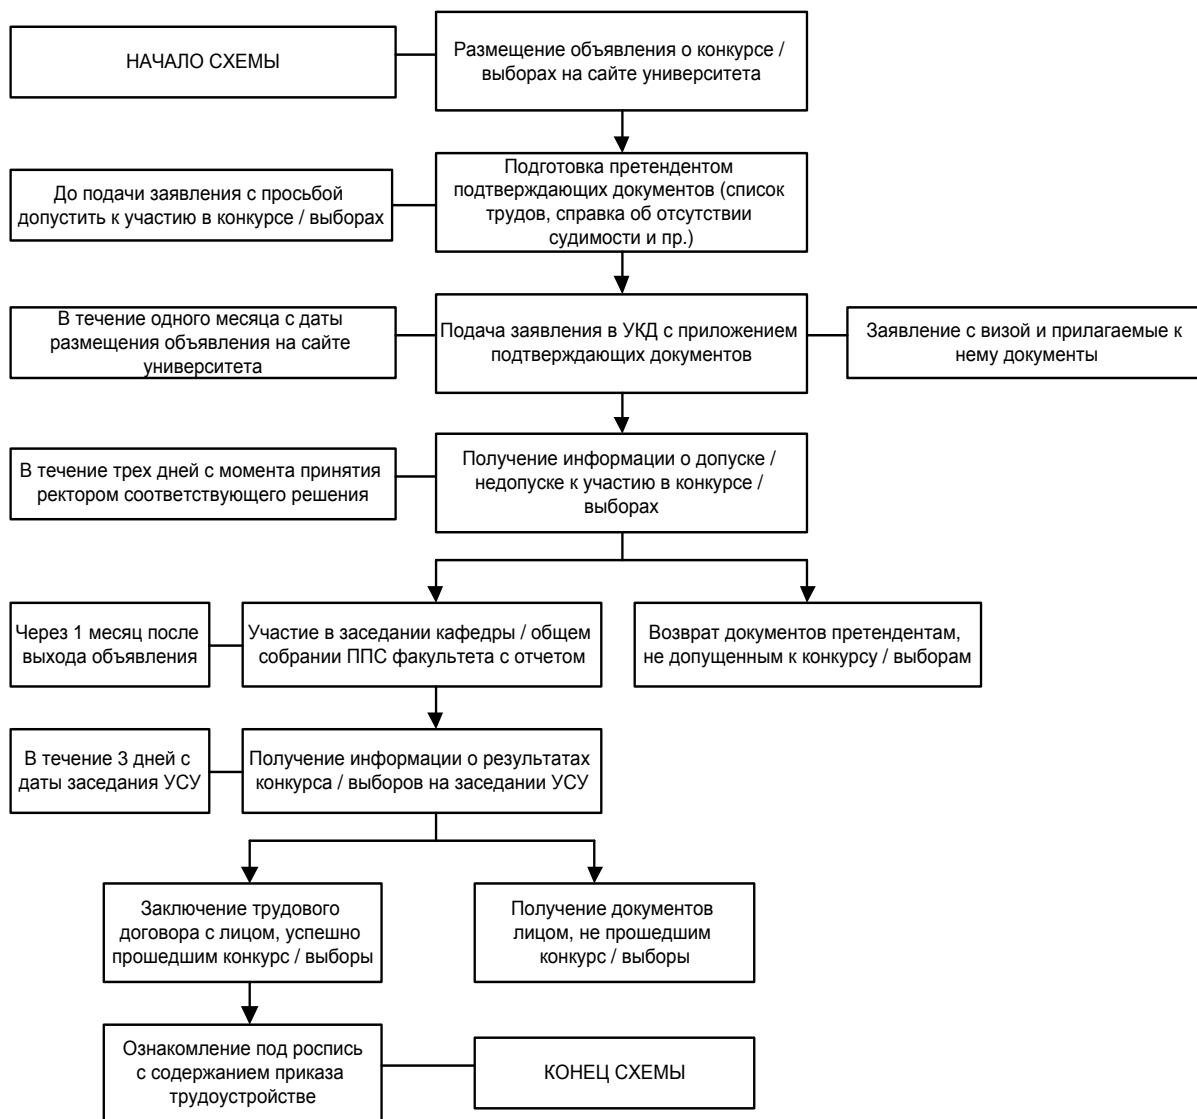 НАЧАЛО СХЕМЫ
Размещение объявления о конкурсе /
выборах на сайте университета
До подачи заявления с просьбой
допустить к участию в конкурсе / выборах
Подготовка претендентом
подтверждающих документов (список
трудов, справка об отсутствии
судимости и пр.)
В течение одного месяца с даты
размещения объявления на сайте
университета
Подача заявления в УКД с приложением
подтверждающих документов
Заявление с визой и прилагаемые к
нему документы
В течение трех дней с момента принятия
ректором соответствующего решения
Получение информации о допуске /
недопуске к участию в конкурсе /
выборах
Через 1 месяц после
выхода объявления
Участие в заседании кафедры / общем
собрании ППС факультета с отчетом
Возврат документов претендентам,
не допущенным к конкурсу / выборам
В течение 3 дней с
даты заседания УСУ
Получение информации о результатах
конкурса / выборов на заседании УСУ
Заключение трудового
договора с лицом, успешно
прошедшим конкурс / выборы
Получение документов
лицом, не прошедшим
конкурс / выборы
Ознакомление под роспись
с содержанием приказа
трудоустройстве
КОНЕЦ СХЕМЫ